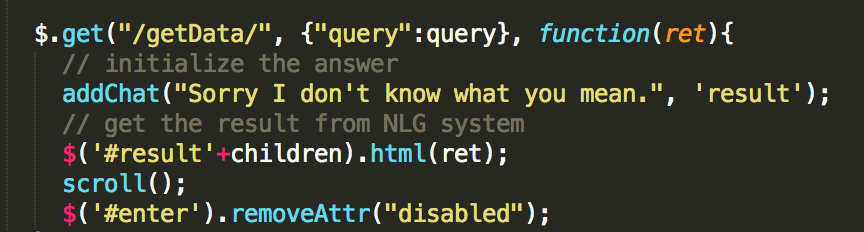 $.get("/getData/", {"query":query}, function(ret){
// initialize the answer
addChat("Sorry I don't know what you mean.", 'result');
// get the result from NLG system
$('#result'+children).html(ret);
scroll();
$('#enter').removeAttr("disabled");